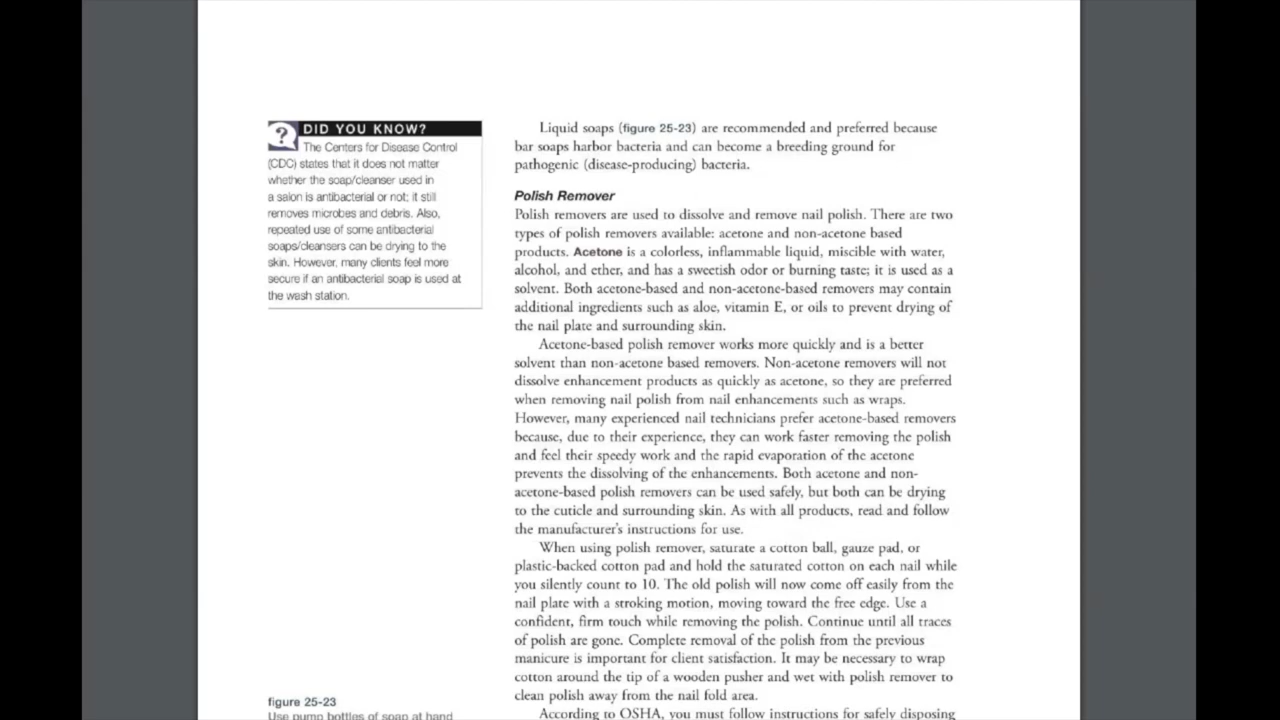 DID YOU KNOW?
The Centers for Disease Control
(CDC) states that it does not matter
whether the soap/cleanser used in
a salon is antibacterial or not; it still
removes microbes and debris. Also,
repeated use of some antibacterial
soaps/cleansers can be drying to the
skin. However, many clients feel more
secure if an antibacterial soap is used at
the wash station.
figure 25-23
Use pump bottles of soap at hand
Liquid soaps (figure 25-23) are recommended and preferred because
bar soaps harbor bacteria and can become a breeding ground for
pathogenic (disease-producing) bacteria.
Polish Remover
Polish removers are used to dissolve and remove nail polish. There are two
types of polish removers available: acetone and non-acetone based
products. Acetone is a colorless, inflammable liquid, miscible with water,
alcohol, and ether, and has a sweetish odor or burning taste; it is used as a
solvent. Both acetone-based and non-acetone-based removers may contain
additional ingredients such as aloe, vitamin E, or oils to prevent drying of
the nail plate and surrounding skin.
Acetone-based polish remover works more quickly and is a better
solvent than non-acetone based removers. Non-acetone removers will not
dissolve enhancement products as quickly as acetone, so they are preferred
when removing nail polish from nail enhancements such as wraps.
However, many experienced nail technicians prefer acetone-based removers
because, due to their experience, they can work faster removing the polish
and feel their speedy work and the rapid evaporation of the acetone
prevents the dissolving of the enhancements. Both acetone and non-
acetone-based polish removers can be used safely, but both can be drying
to the cuticle and surrounding skin. As with all products, read and follow
the manufacturer's instructions for use.
When using polish remover, saturate a cotton ball, gauze pad, or
plastic-backed cotton pad and hold the saturated cotton on each nail while
you silently count to 10. The old polish will now come off easily from the
nail plate with a stroking motion, moving toward the free edge. Use a
confident, firm touch while removing the polish. Continue until all traces
of polish are gone. Complete removal of the polish from the previous
manicure is important for client satisfaction. It may be necessary to wrap
cotton around the tip of a wooden pusher and wet with polish remover to
clean polish away from the nail fold area.
According to OSHA, you must follow instructions for safely disposing